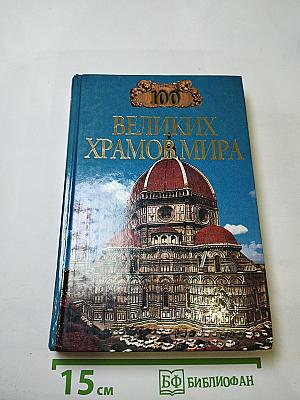 100
ВЕЛИКИХ
ХРАМОВ МИРА
15 см
БФ БИБЛИОФАН